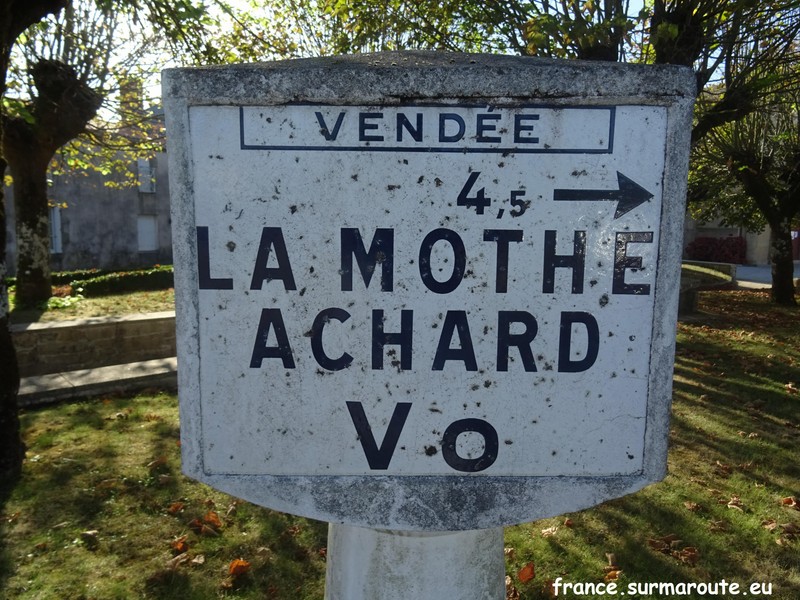 VENDÉE
4,5
LA MOTHE
ACHARD
VO
france.surmaroute.eu